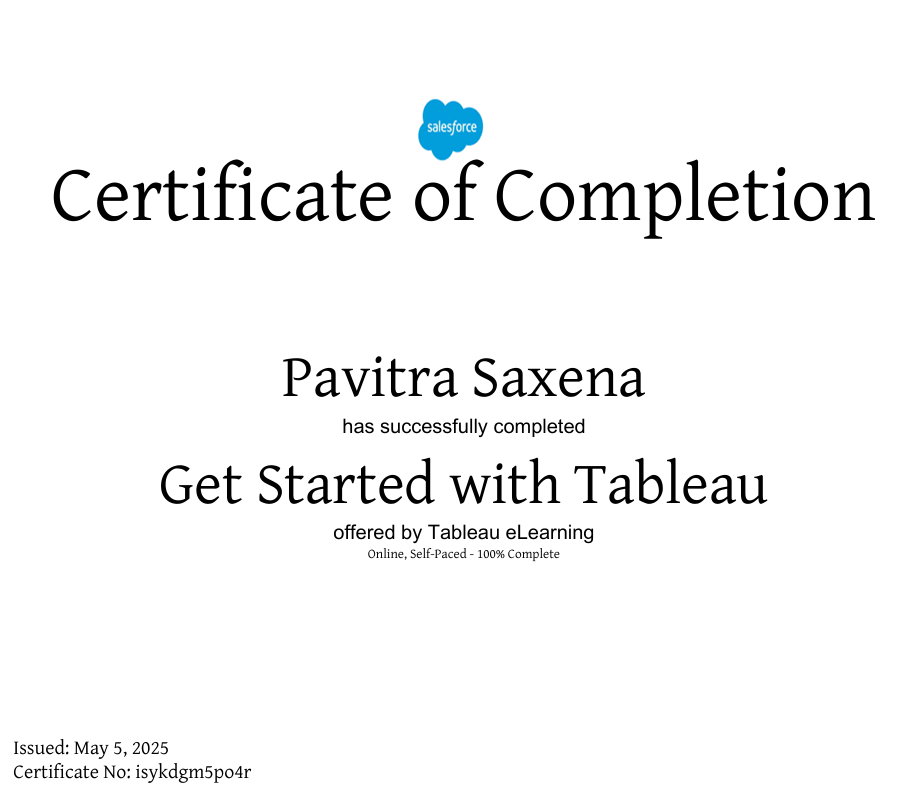 salesforce
Certificate of Completion
Pavitra Saxena
has successfully completed
Get Started with Tableau
offered by Tableau eLearning
Online, Self-Paced - 100% Complete
Issued: May 5, 2025
Certificate No: isykdgm5po4r